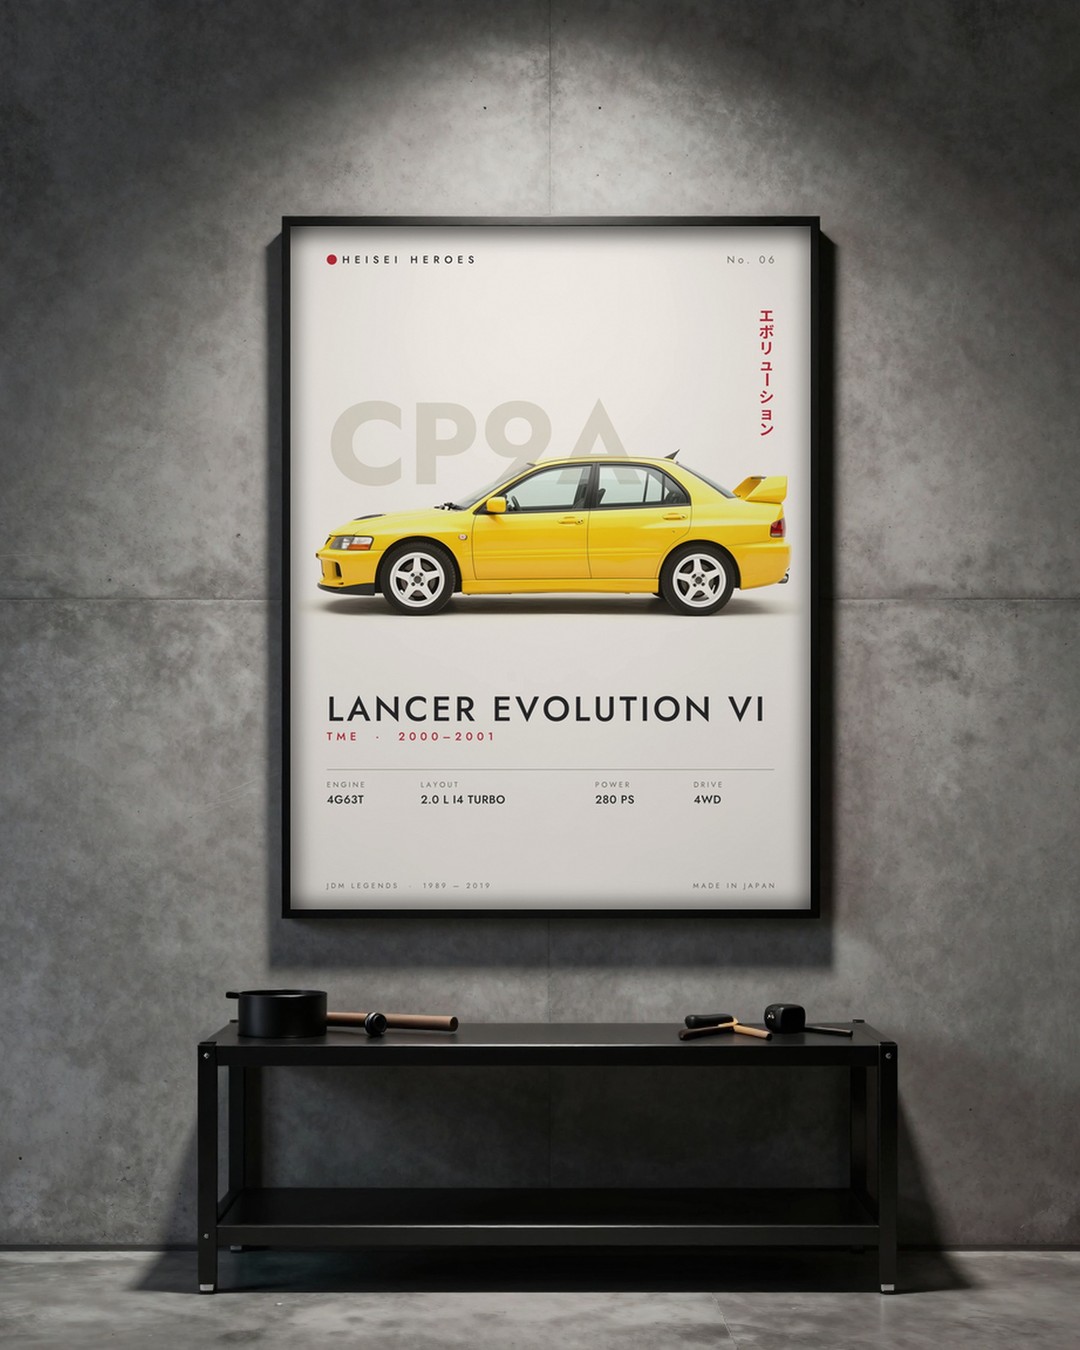 HEISEI HEROES
No. 06
エボリューション
CP9A
LANCER EVOLUTION VI
TME · 2000–2001
ENGINE LAYOUT POWER DRIVE
4G63T 2.0 L I4 TURBO 280 PS 4WD
JDM LEGENDS · 1989 — 2019
MADE IN JAPAN